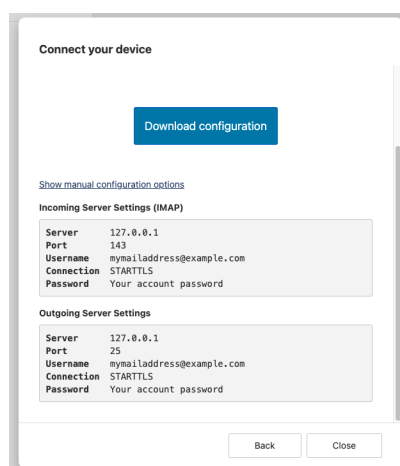 Connect your device
Download configuration
Show manual configuration options
Incoming Server Settings (IMAP)
Server 127.0.0.1
Port 143
Username mymailaddress@example.com
Connection STARTTLS
Password Your account password
Outgoing Server Settings
Server 127.0.0.1
Port 25
Username mymailaddress@example.com
Connection STARTTLS
Password Your account password
Back Close